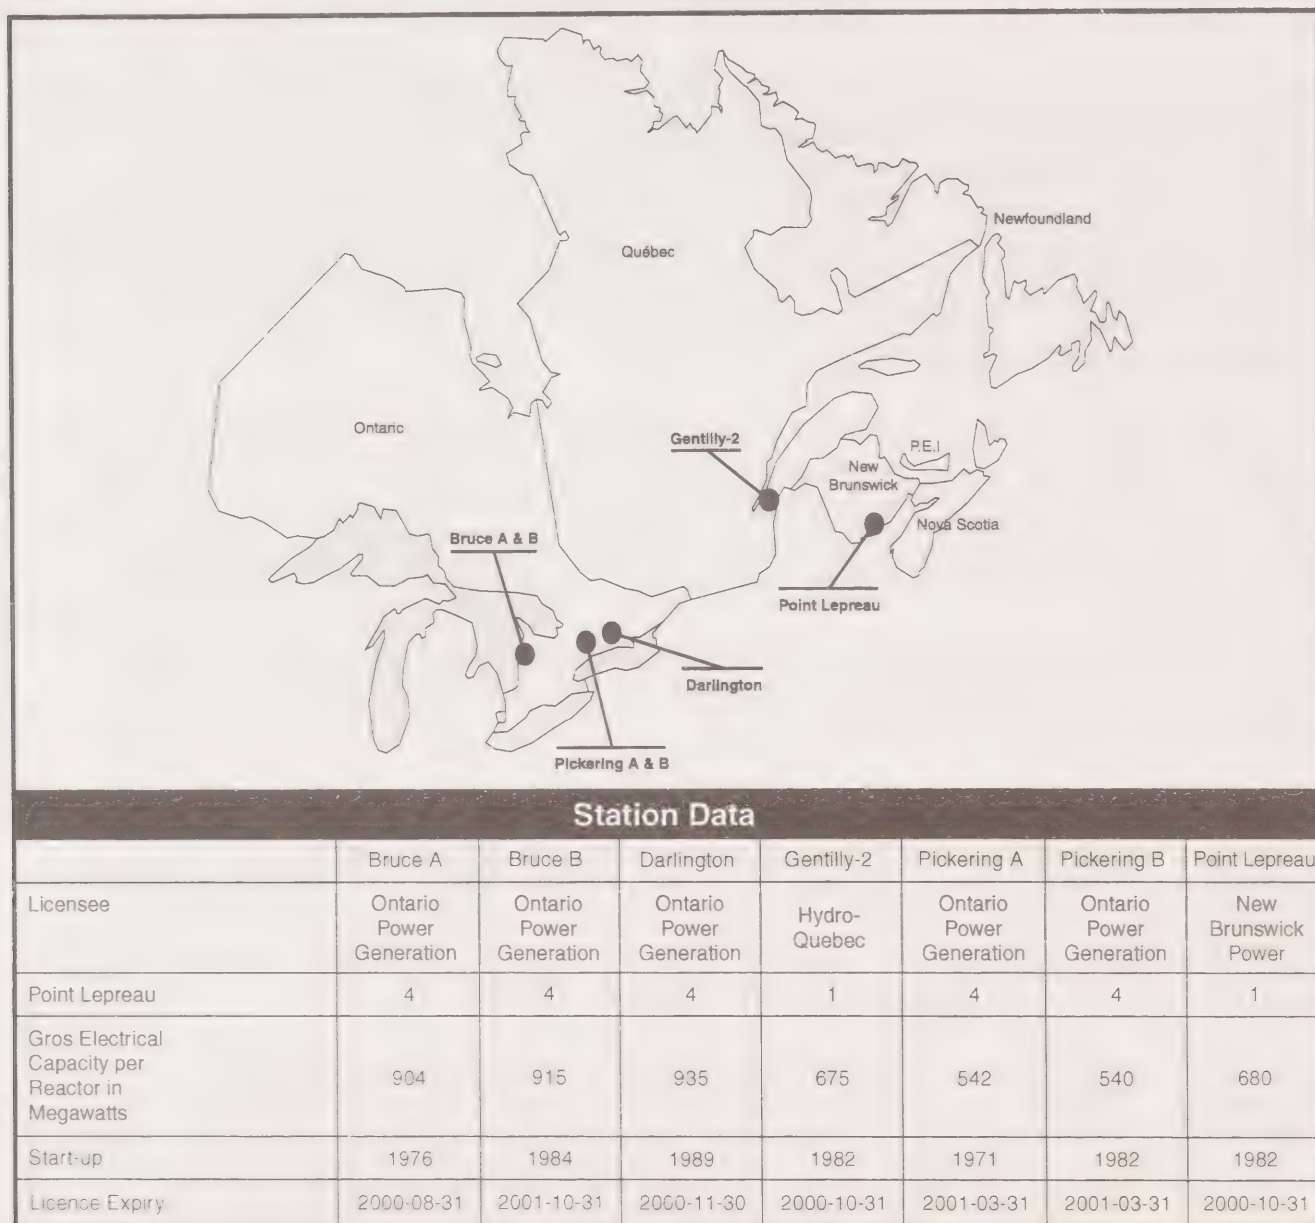 Newfoundland
Québec
Ontario
Gentilly-2
P.E.I
New
Brunswick
Nova Scotia
Bruce A & B
Point Lepreau
Darlington
Pickering A & B
Station Data
Bruce A Bruce B Darlington Gentilly-2 Pickering A Pickering B Point Lepreau
Licensee Ontario Power Generation Ontario Power Generation Ontario Power Generation Hydro-Quebec Ontario Power Generation Ontario Power Generation New Brunswick Power
Point Lepreau 4 4 4 1 4 4 1
Gros Electrical
Capacity per
Reactor in
Megawatts 904 915 935 675 542 540 680
Start-up 1976 1984 1989 1982 1971 1982 1982
Licence Expiry 2000-08-31 2001-10-31 2000-11-30 2000-10-31 2001-03-31 2001-03-31 2000-10-31